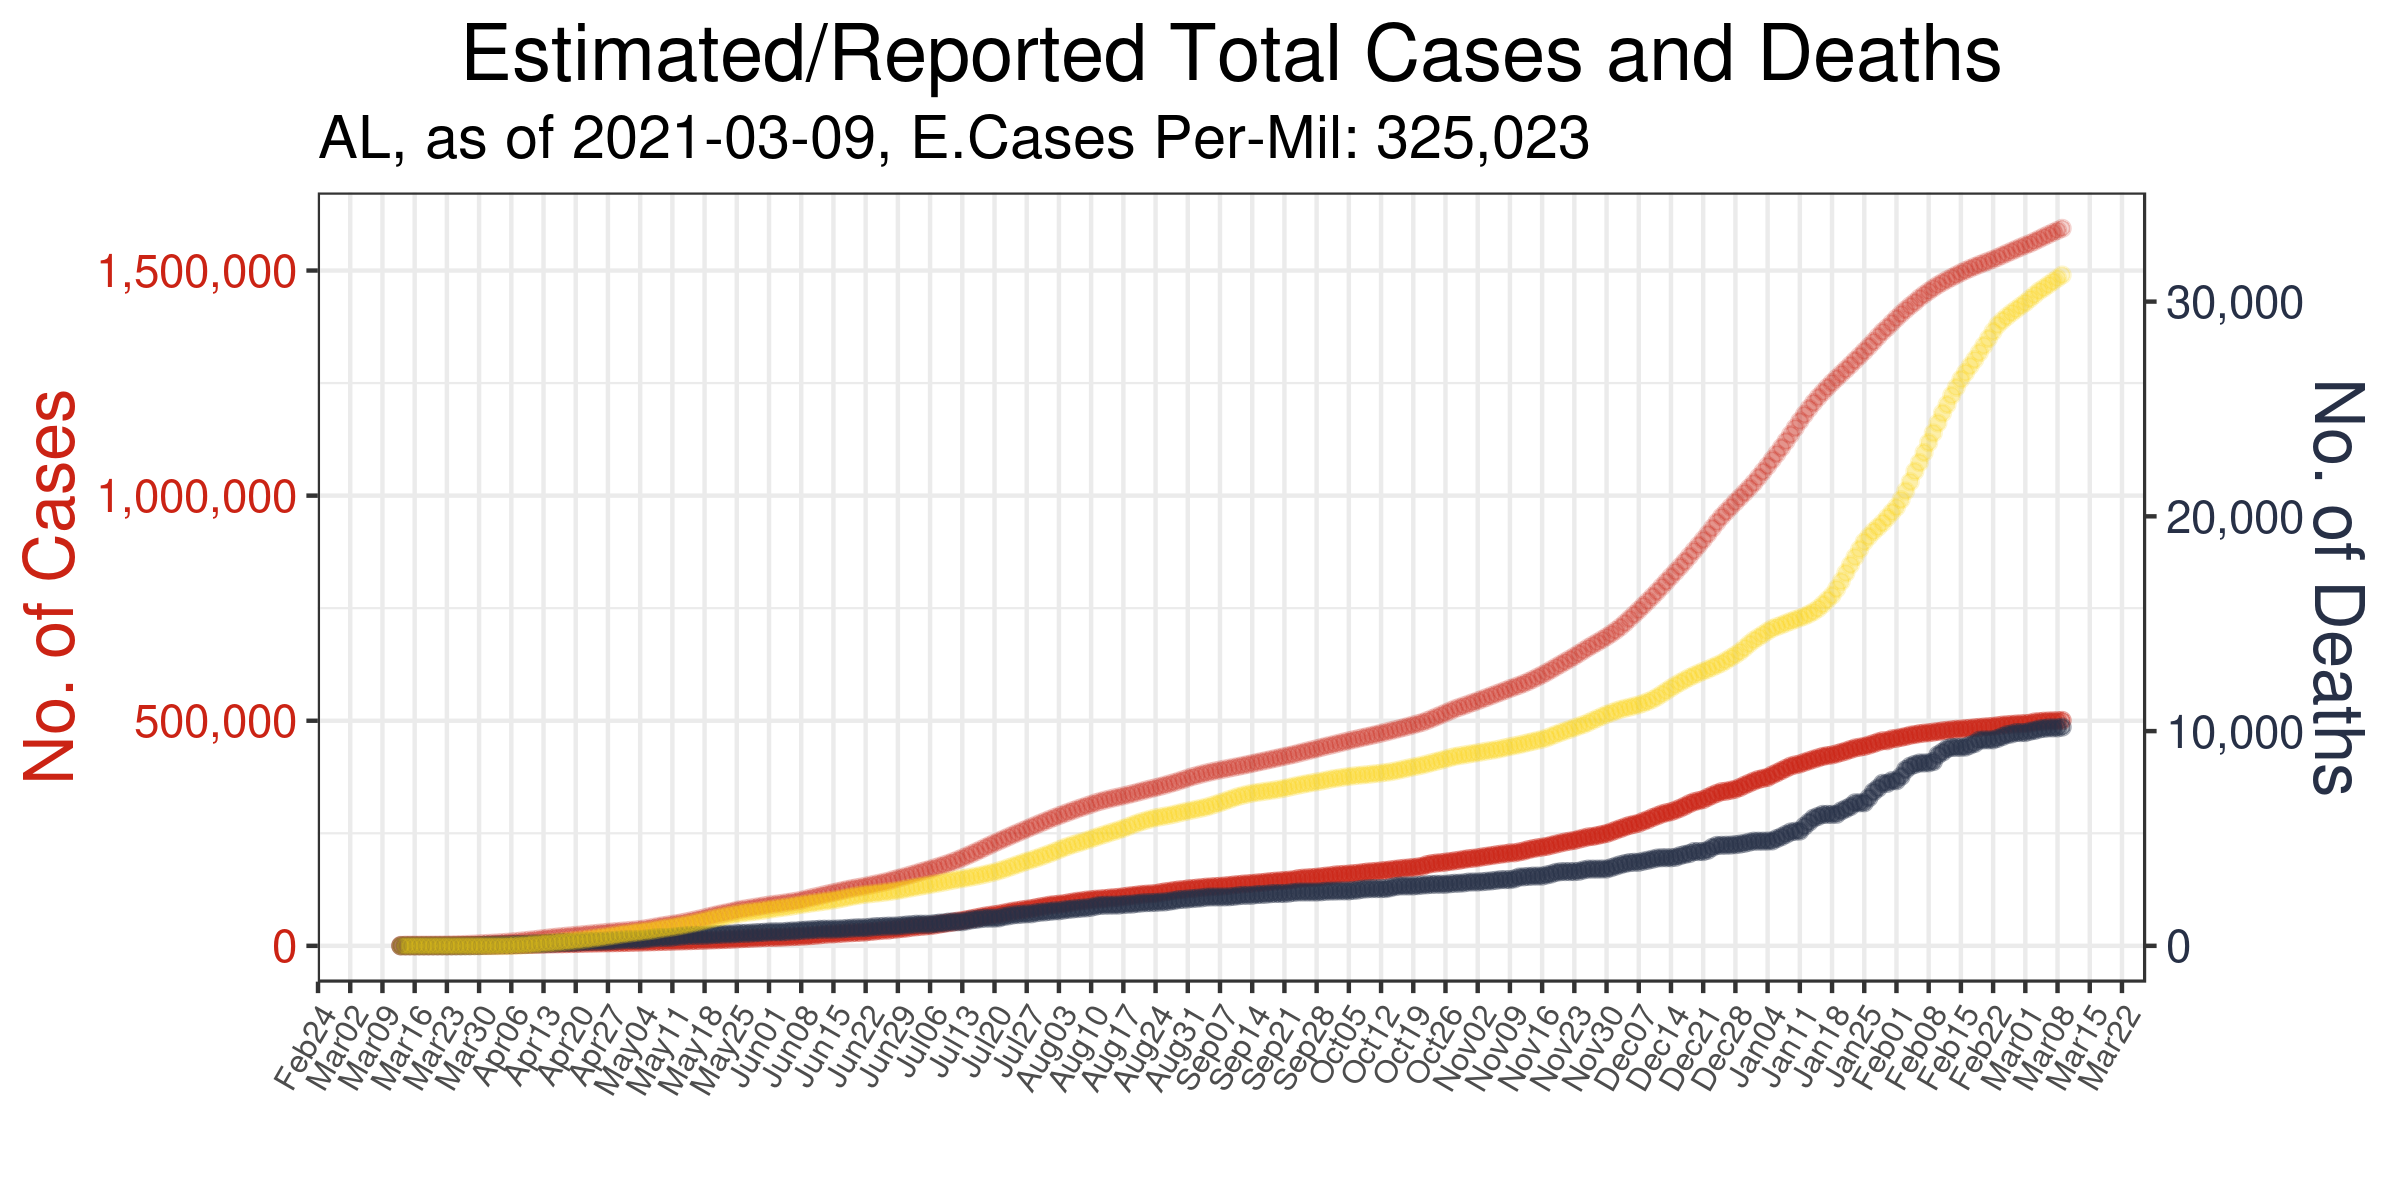 Estimated/Reported Total Cases and Deaths
AL, as of 2021-03-09, E.Cases Per-Mil: 325,023
No. of Cases
1,500,000
1,000,000
500,000
0
30,000
20,000
10,000
0
No. of Deaths
Feb24
Mar02
Mar09
Mar16
Mar23
Mar30
Apr06
Apr13
Apr20
Apr27
May04
May11
May18
May25
Jun01
Jun08
Jun15
Jun22
Jun29
Jul06
Jul13
Jul20
Jul27
Aug03
Aug10
Aug17
Aug24
Aug31
Sep07
Sep14
Sep21
Sep28
Oct05
Oct12
Oct19
Oct26
Nov02
Nov09
Nov16
Nov23
Nov30
Dec07
Dec14
Dec21
Dec28
Jan04
Jan11
Jan18
Jan25
Feb01
Feb08
Feb15
Feb22
Mar01
Mar08
Mar15
Mar22